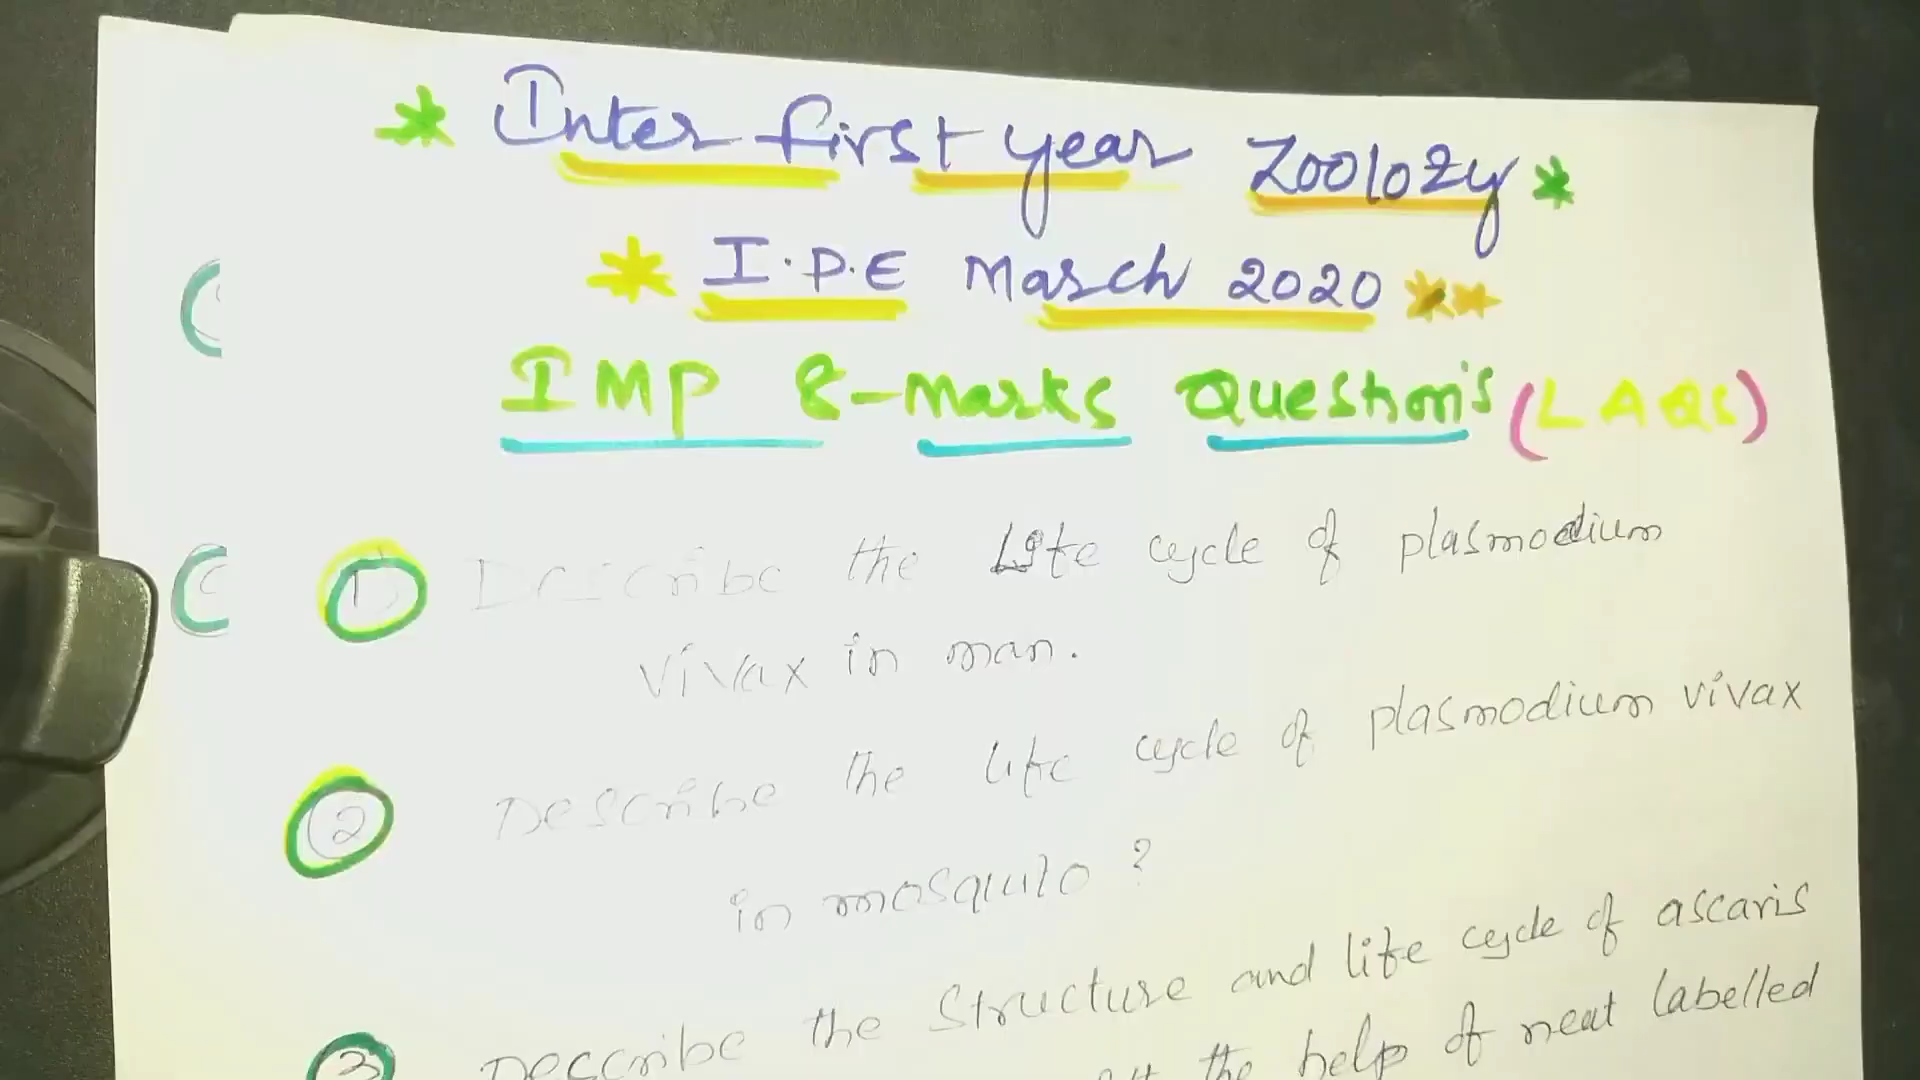 Inter first year Zoology
I.P.E March 2020
IMP 8-Marks Question's (LAQS)
1 Describe the Life cycle of plasmodium
vivax in man.
2 Describe the life cycle of plasmodium vivax
in mosquito?
3 Describe the Structure and life cycle of ascaris
the help of neat labelled